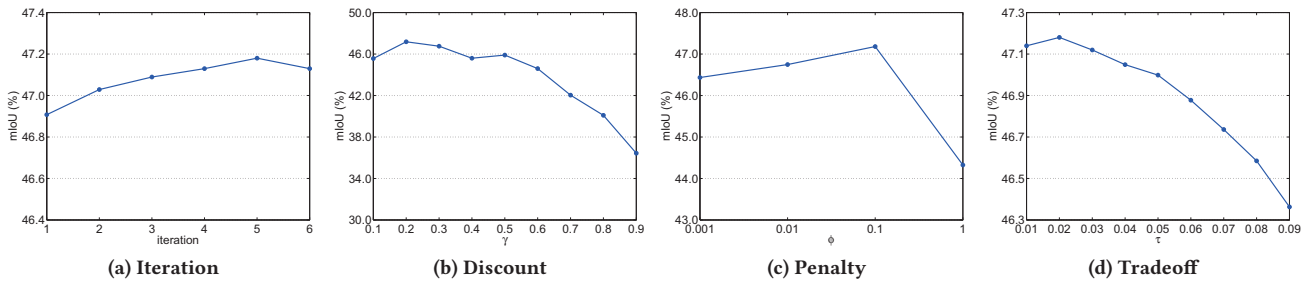 47.4
47.2
47.0
46.8
46.6
46.4
mIoU (%)
1 2 3 4 5 6
iteration
(a) Iteration
50.0
46.0
42.0
38.0
34.0
30.0
mIoU (%)
0.1 0.2 0.3 0.4 0.5 0.6 0.7 0.8 0.9
γ
(b) Discount
48.0
47.0
46.0
45.0
44.0
43.0
mIoU (%)
0.001 0.01 0.1 1
ϕ
(c) Penalty
47.3
47.1
46.9
46.7
46.5
46.3
mIoU (%)
0.01 0.02 0.03 0.04 0.05 0.06 0.07 0.08 0.09
τ
(d) Tradeoff